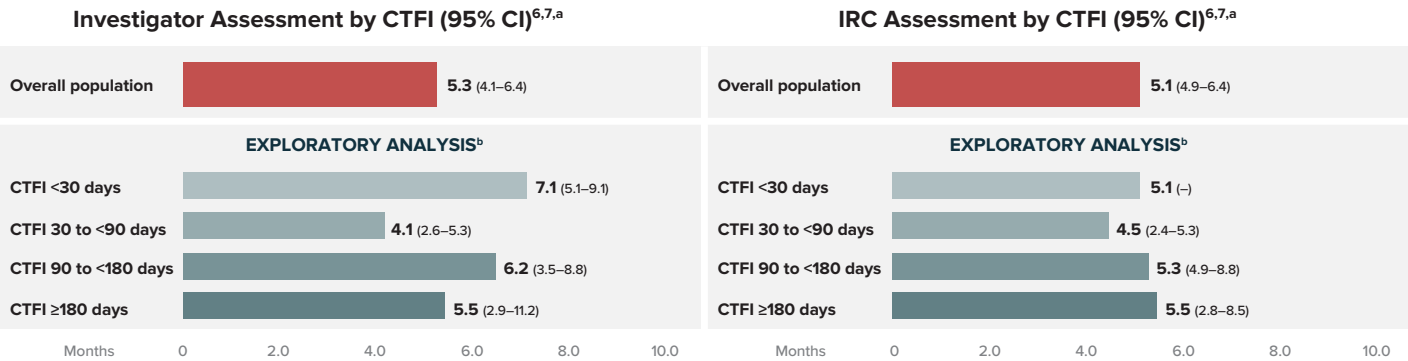 Investigator Assessment by CTFI (95% CI)6,7,a
Overall population 5.3 (4.1–6.4)
EXPLORATORY ANALYSISb
CTFI <30 days 7.1 (5.1–9.1)
CTFI 30 to <90 days 4.1 (2.6–5.3)
CTFI 90 to <180 days 6.2 (3.5–8.8)
CTFI ≥180 days 5.5 (2.9–11.2)
Months 0 2.0 4.0 6.0 8.0 10.0
IRC Assessment by CTFI (95% CI)6,7,a
Overall population 5.1 (4.9–6.4)
EXPLORATORY ANALYSISb
CTFI <30 days 5.1 (–)
CTFI 30 to <90 days 4.5 (2.4–5.3)
CTFI 90 to <180 days 5.3 (4.9–8.8)
CTFI ≥180 days 5.5 (2.8–8.5)
Months 0 2.0 4.0 6.0 8.0 10.0